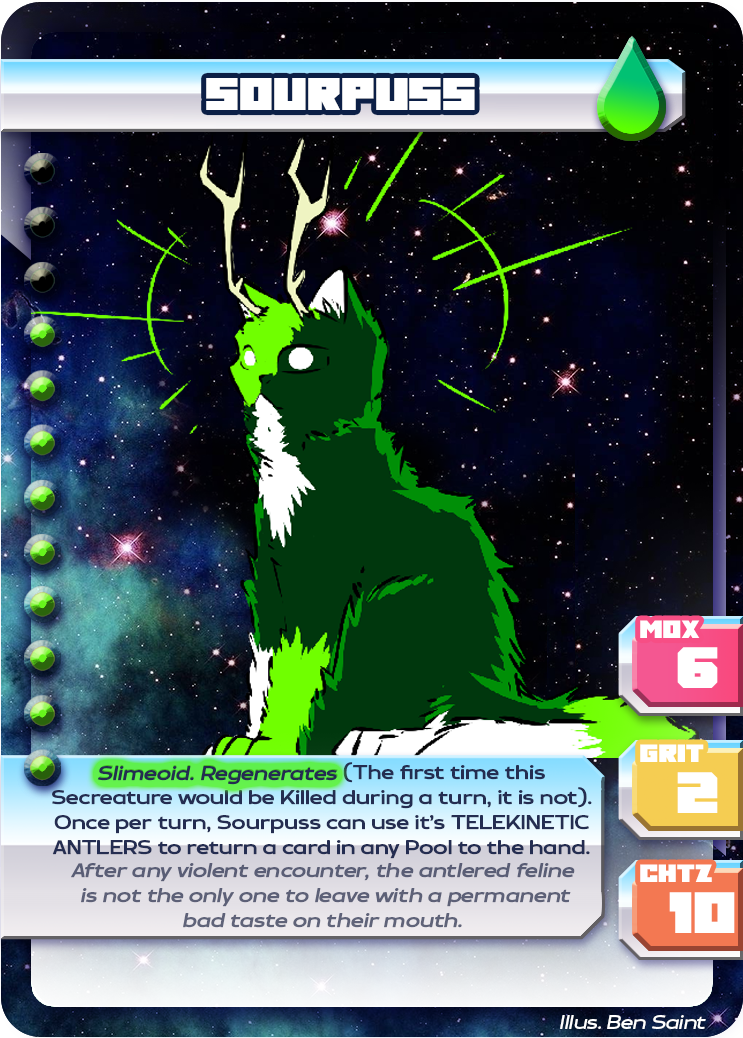 SOURPUSS
MOX
6
GRIT
2
CHTZ
10
Slimeoid. Regenerates (The first time this
Secreature would be Killed during a turn, it is not).
Once per turn, Sourpuss can use it's TELEKINETIC
ANTLERS to return a card in any Pool to the hand.
After any violent encounter, the antlered feline
is not the only one to leave with a permanent
bad taste on their mouth.
Illus. Ben Saint